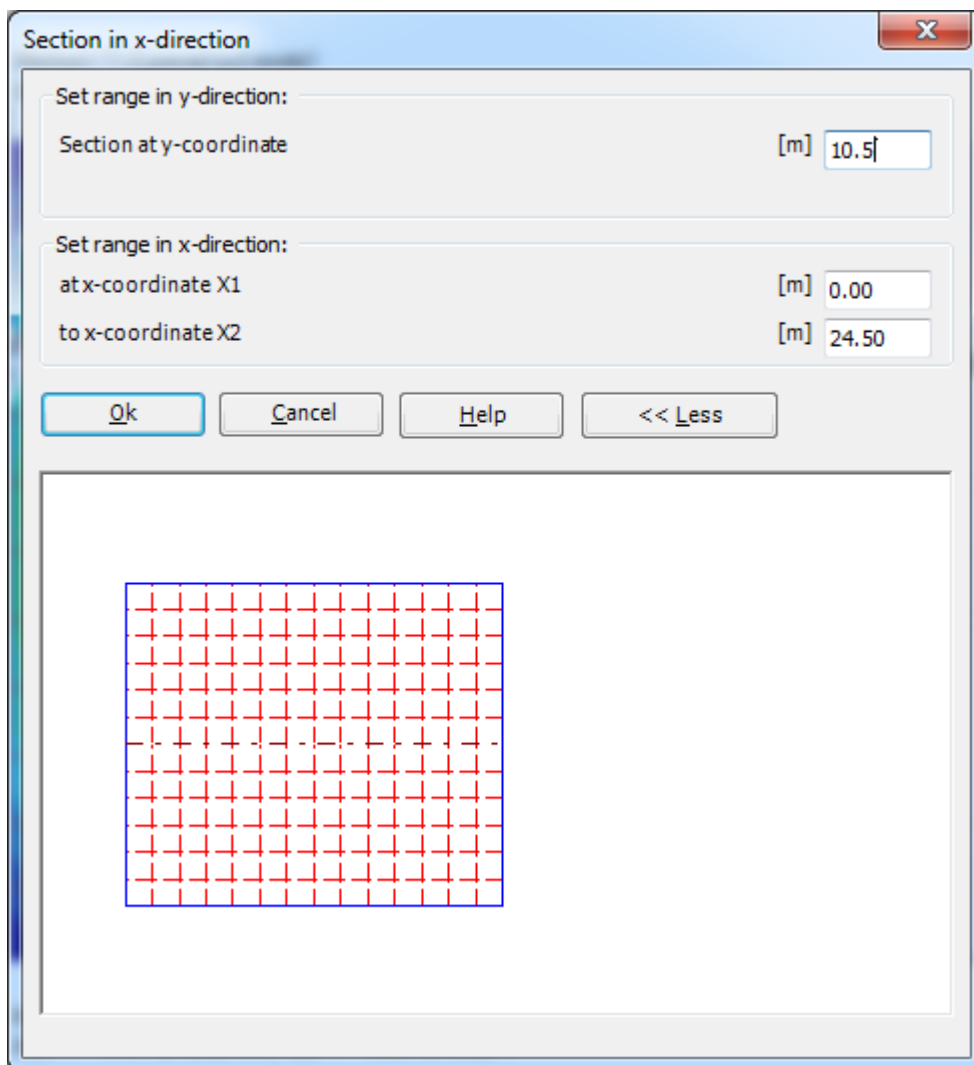 Section in x-direction
Set range in y-direction:
Section at y-coordinate [m] 10.5
Set range in x-direction:
at x-coordinate X1 [m] 0.00
to x-coordinate X2 [m] 24.50
Ok Cancel Help << Less